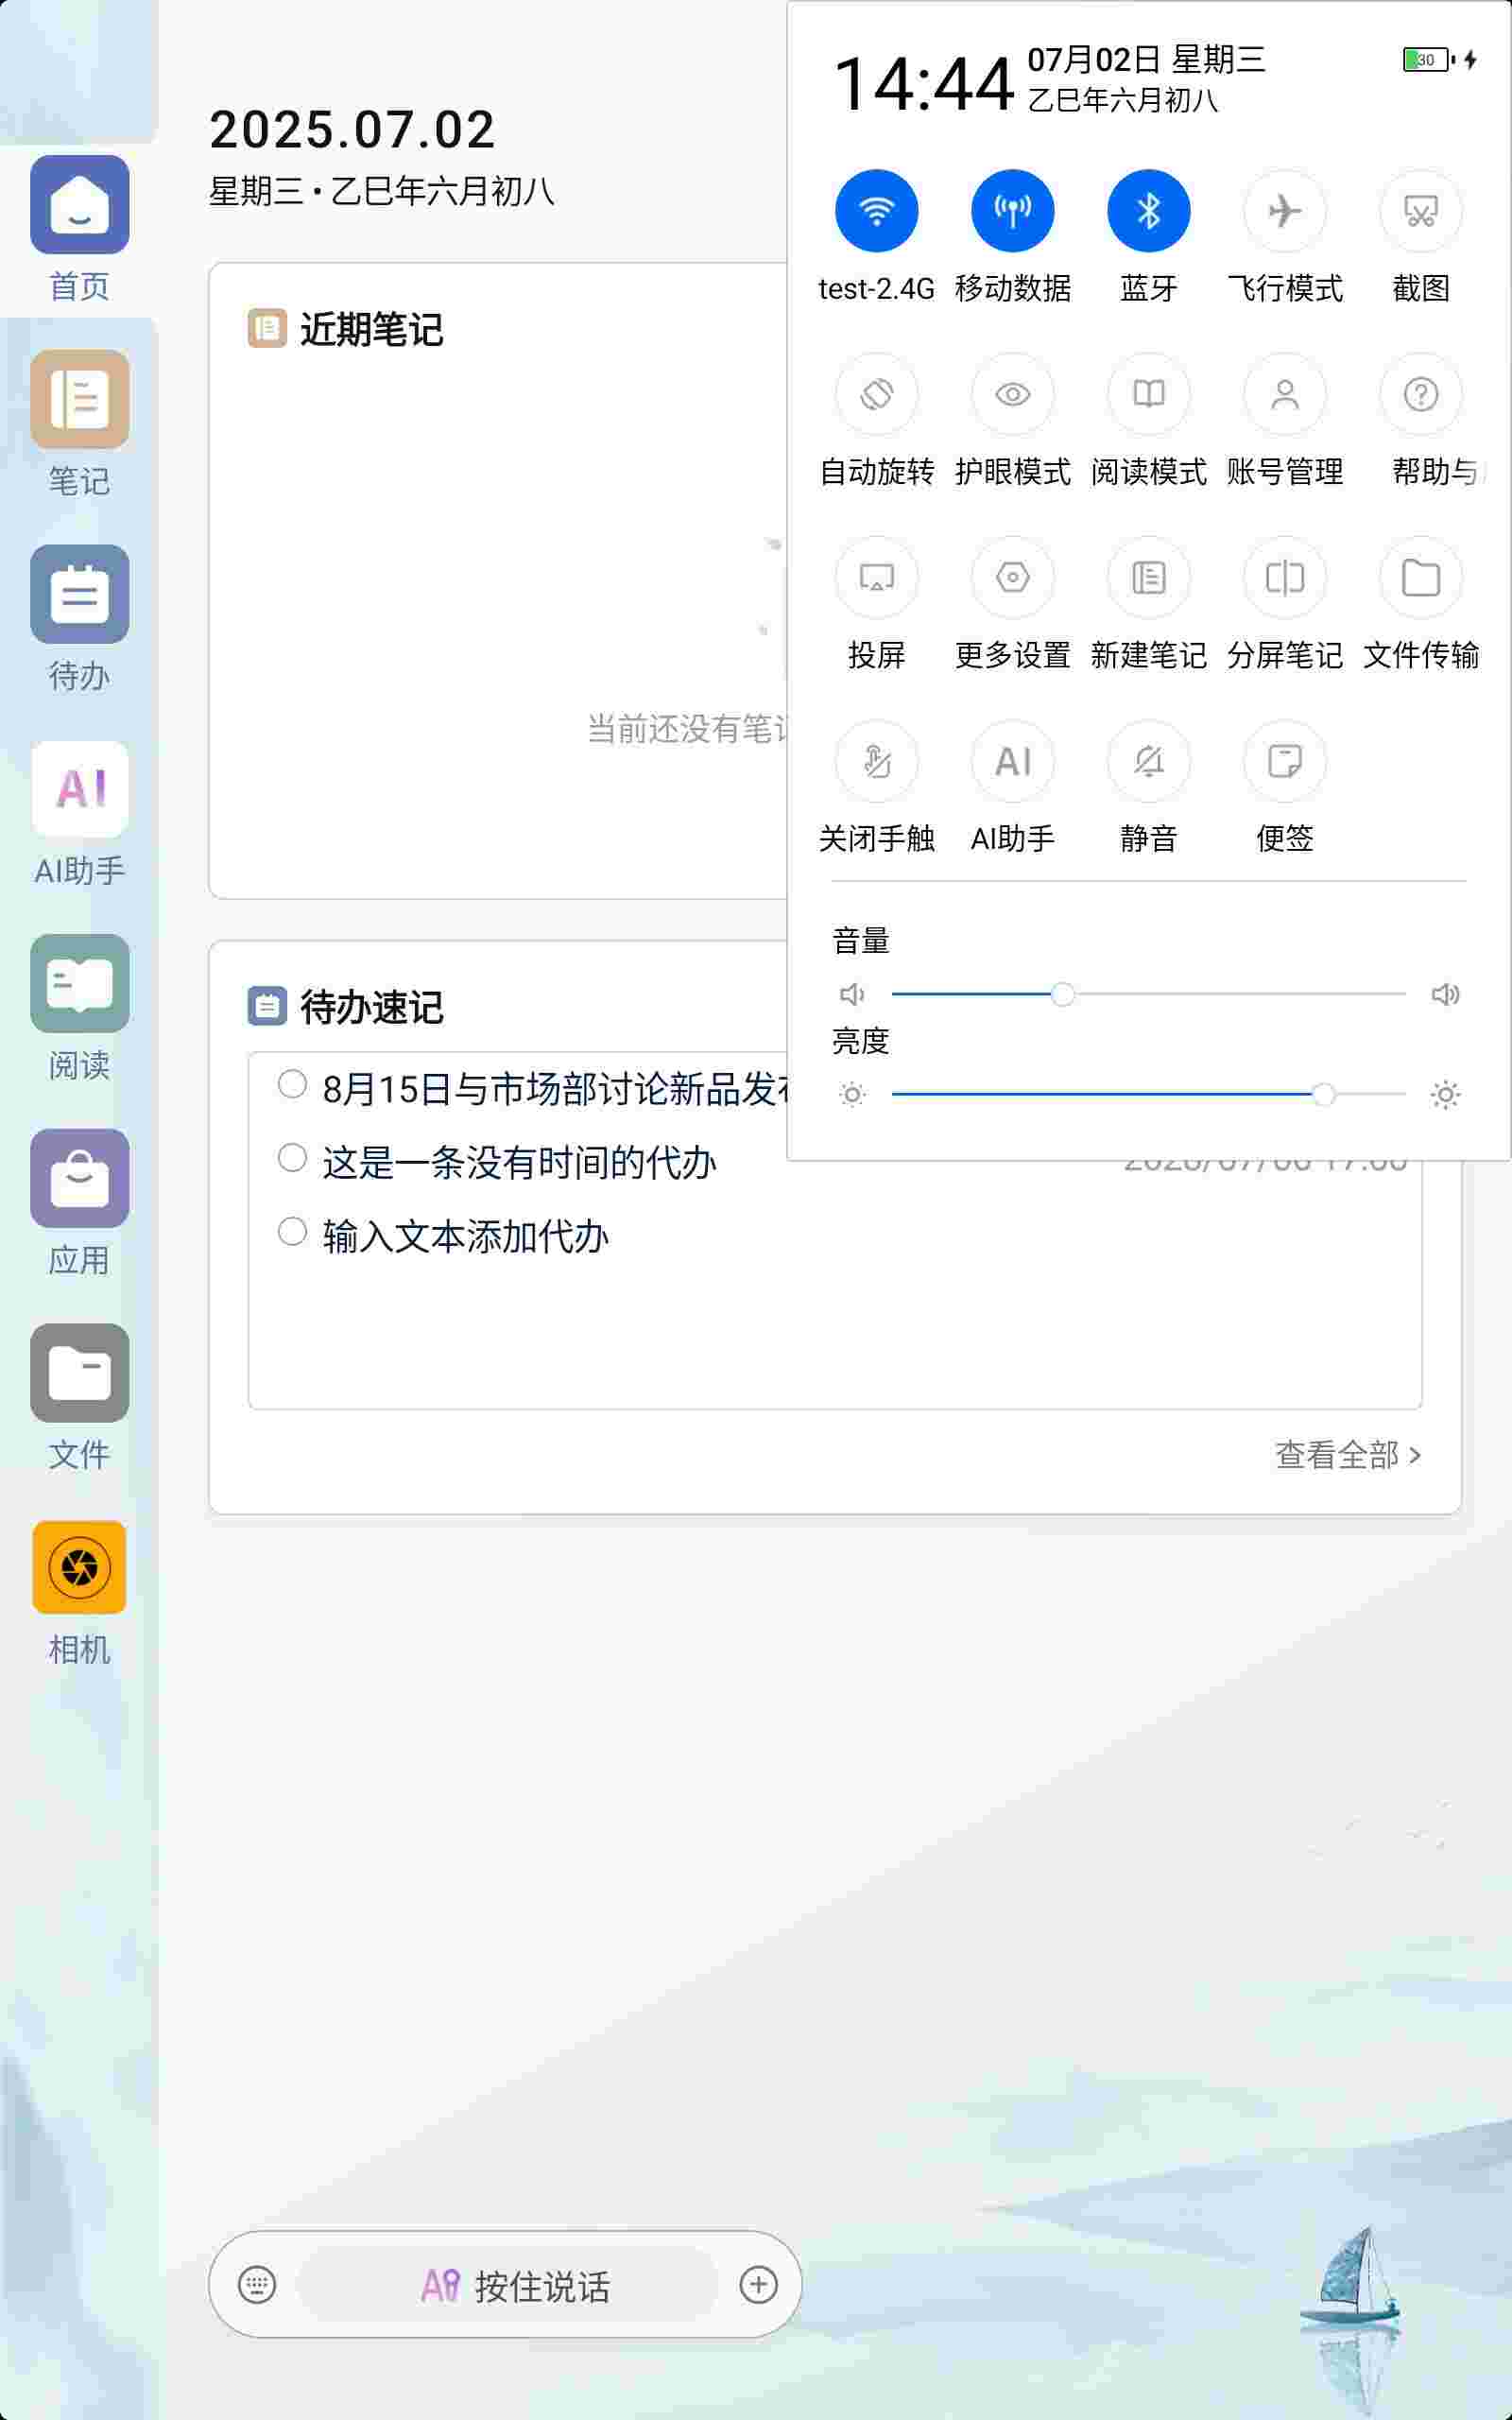 14:44
07月02日 星期三
乙巳年六月初八
30
test-2.4G 移动数据 蓝牙 飞行模式 截图
自动旋转 护眼模式 阅读模式 账号管理 帮助与
投屏 更多设置 新建笔记 分屏笔记 文件传输
AI
关闭手触 AI助手 静音 便签
音量
亮度
2025.07.02
星期三 • 乙巳年六月初八
首页
笔记
待办
AI
AI助手
阅读
应用
文件
相机
近期笔记
当前还没有笔
待办速记
8月15日与市场部讨论新品发
这是一条没有时间的代办
输入文本添加代办
查看全部 >
按住说话